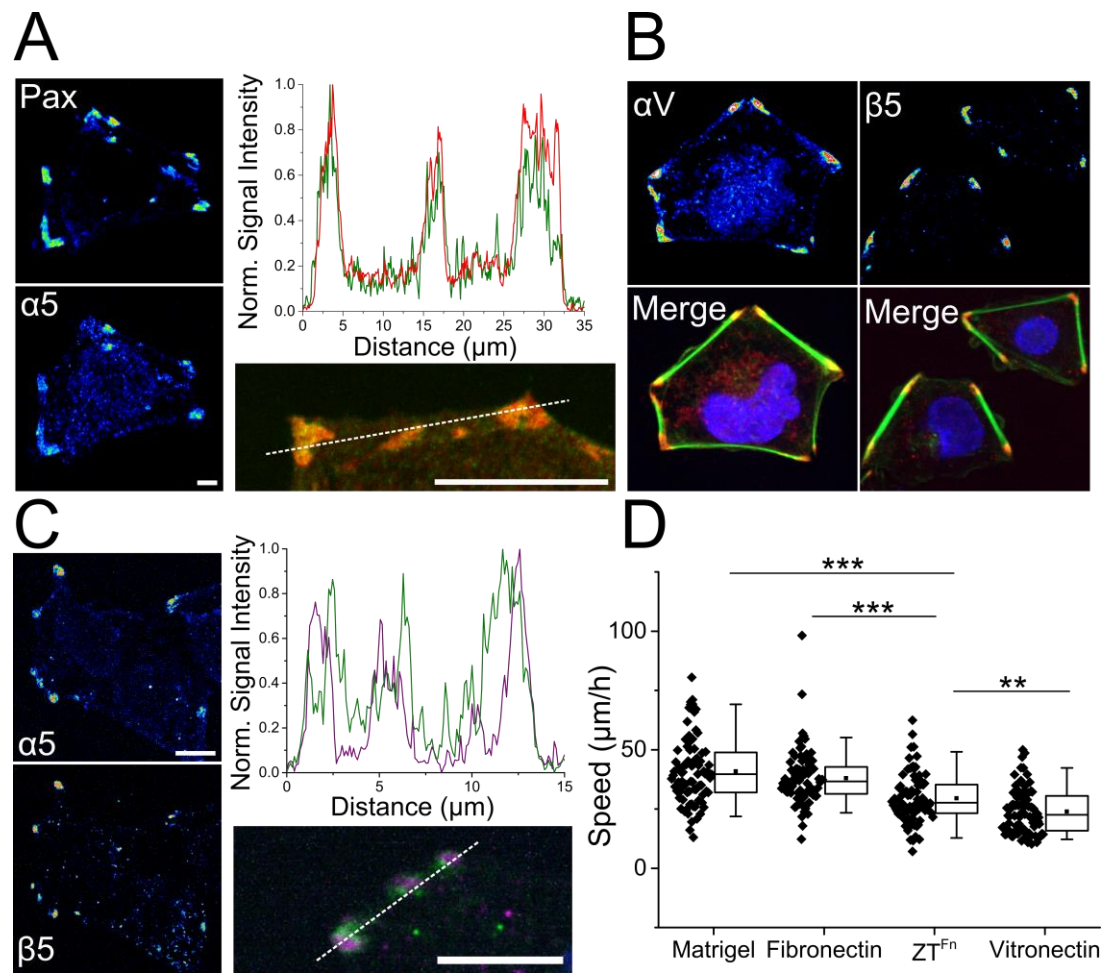 A
Pax
α5
Norm. Signal Intensity
1.0
0.8
0.6
0.4
0.2
0.0
0 5 10 15 20 25 30 35
Distance (µm)
B
αV
β5
Merge
Merge
C
α5
β5
Norm. Signal Intensity
1.0
0.8
0.6
0.4
0.2
0.0
0 5 10 15
Distance (µm)
D
***
***
**
Speed (µm/h)
100
50
0
Matrigel Fibronectin ZTFn Vitronectin